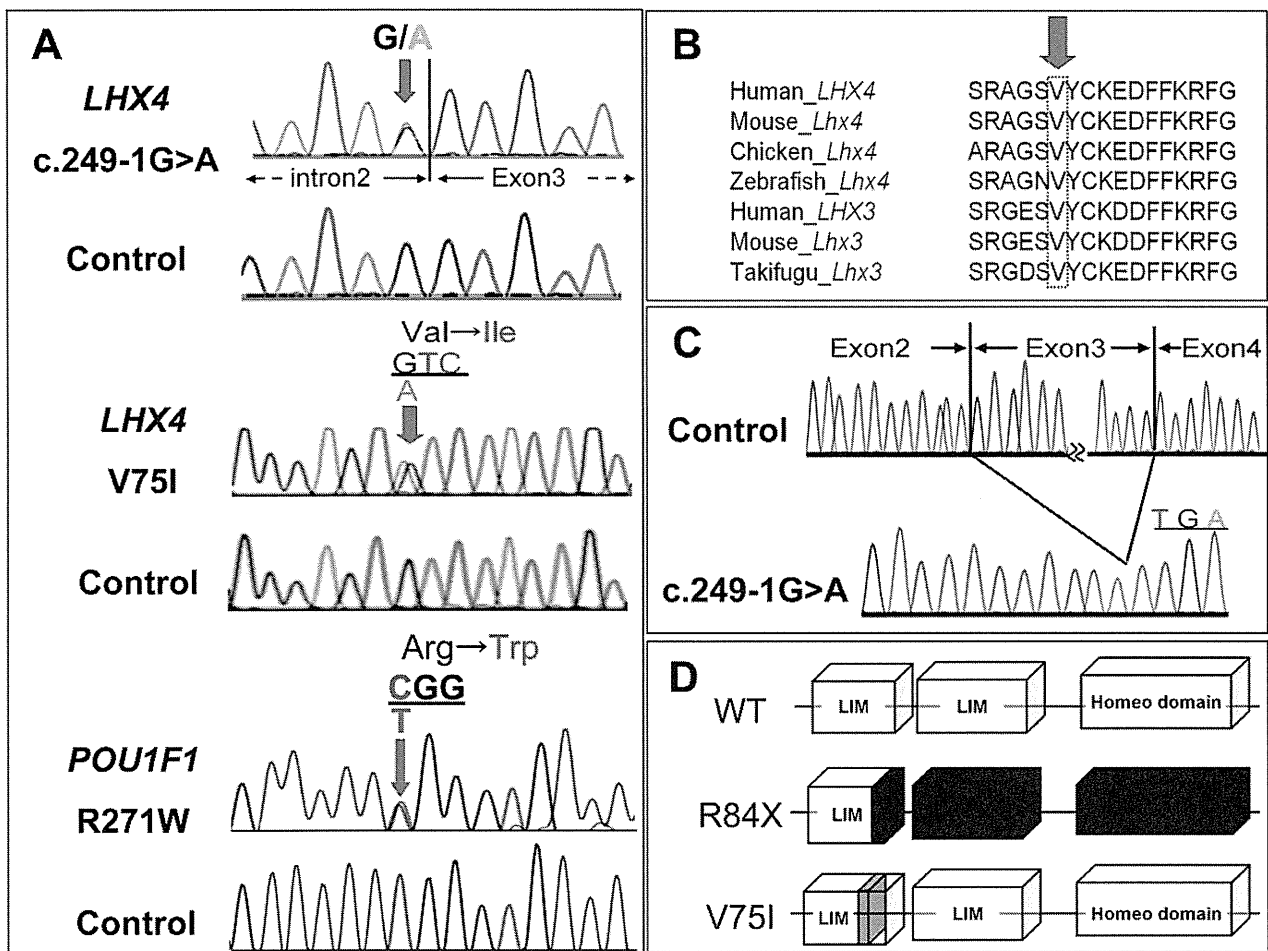 A
G/A
LHX4
c.249-1G>A
intron2
Exon3
Control
Val→Ile
GTC
A
LHX4
V75I
Control
Arg→Trp
CGG
T
POU1F1
R271W
Control
B
Human_LHX4 SRAGSVYCKEDFFKRFG
Mouse_Lhx4 SRAGSVYCKEDFFKRFG
Chicken_Lhx4 ARAGSVYCKEDFFKRFG
Zebrafish_Lhx4 SRAGNVYCKEDFFKRFG
Human_LHX3 SRGESVYCKDDFFKRFG
Mouse_Lhx3 SRGESVYCKDDFFKRFG
Takifugu_Lhx3 SRGDSVYCKEDFFKRFG
C
Exon2 Exon3 Exon4
Control
T G A
c.249-1G>A
D
WT LIM LIM Homeo domain
R84X LIM
V75I LIM LIM Homeo domain